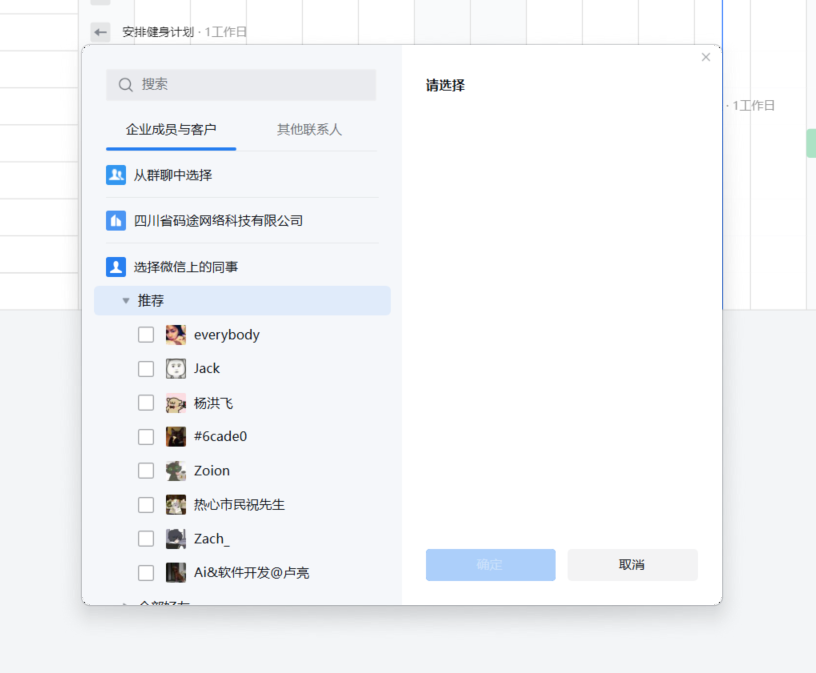 安排健身计划 · 1工作日
搜索
请选择
· 1工作日
企业成员与客户
其他联系人
从群聊中选择
四川省码途网络科技有限公司
选择微信上的同事
推荐
everybody
Jack
杨洪飞
#6cade0
Zoion
热心市民祝先生
Zach_
确定
取消
Ai&软件开发@卢亮
全部好友